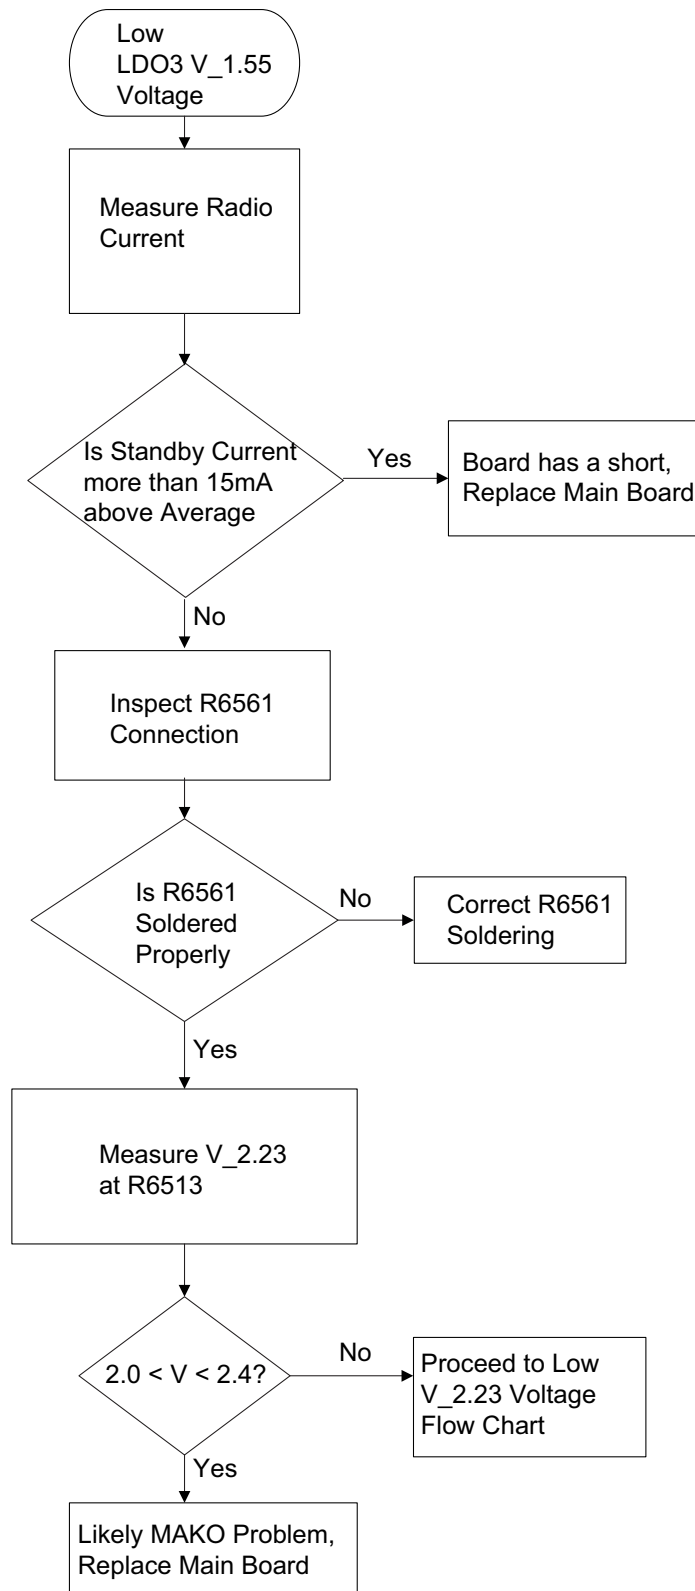 Low
LDO3 V_1.55
Voltage
Measure Radio
Current
Is Standby Current
more than 15mA
above Average
Yes
Board has a short,
Replace Main Board
No
Inspect R6561
Connection
Is R6561
Soldered
Properly
No
Correct R6561
Soldering
Yes
Measure V_2.23
at R6513
2.0 < V < 2.4?
No
Proceed to Low
V_2.23 Voltage
Flow Chart
Yes
Likely MAKO Problem,
Replace Main Board